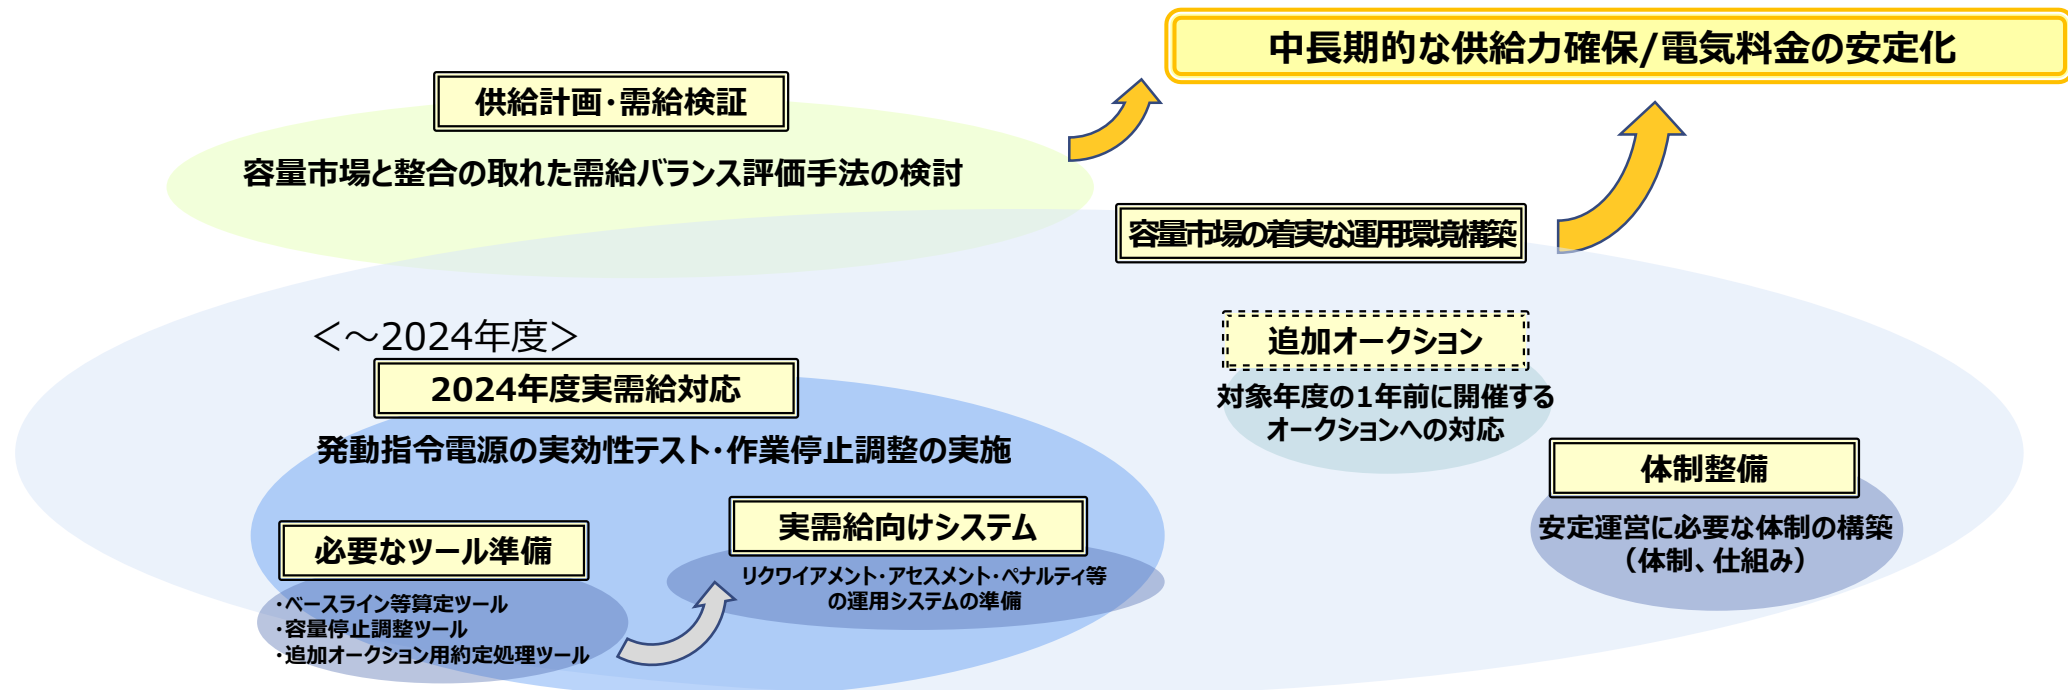 中長期的な供給力確保/電気料金の安定化
供給計画・需給検証
容量市場と整合の取れた需給バランス評価手法の検討
容量市場の着実な運用環境構築
＜～2024年度＞
2024年度実需給対応
発動指令電源の実効性テスト・作業停止調整の実施
追加オークション
対象年度の1年前に開催する
オークションへの対応
体制整備
安定運営に必要な体制の構築
（体制、仕組み）
必要なツール準備
・ベースライン等算定ツール
・容量停止調整ツール
・追加オークション用約定処理ツール
実需給向けシステム
リクワイアメント・アセスメント・ペナルティ等
の運用システムの準備